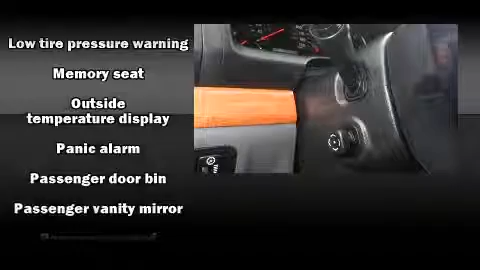 Low tire pressure warning
Memory seat
Outside
temperature display
Panic alarm
Passenger door bin
Passenger vanity mirror